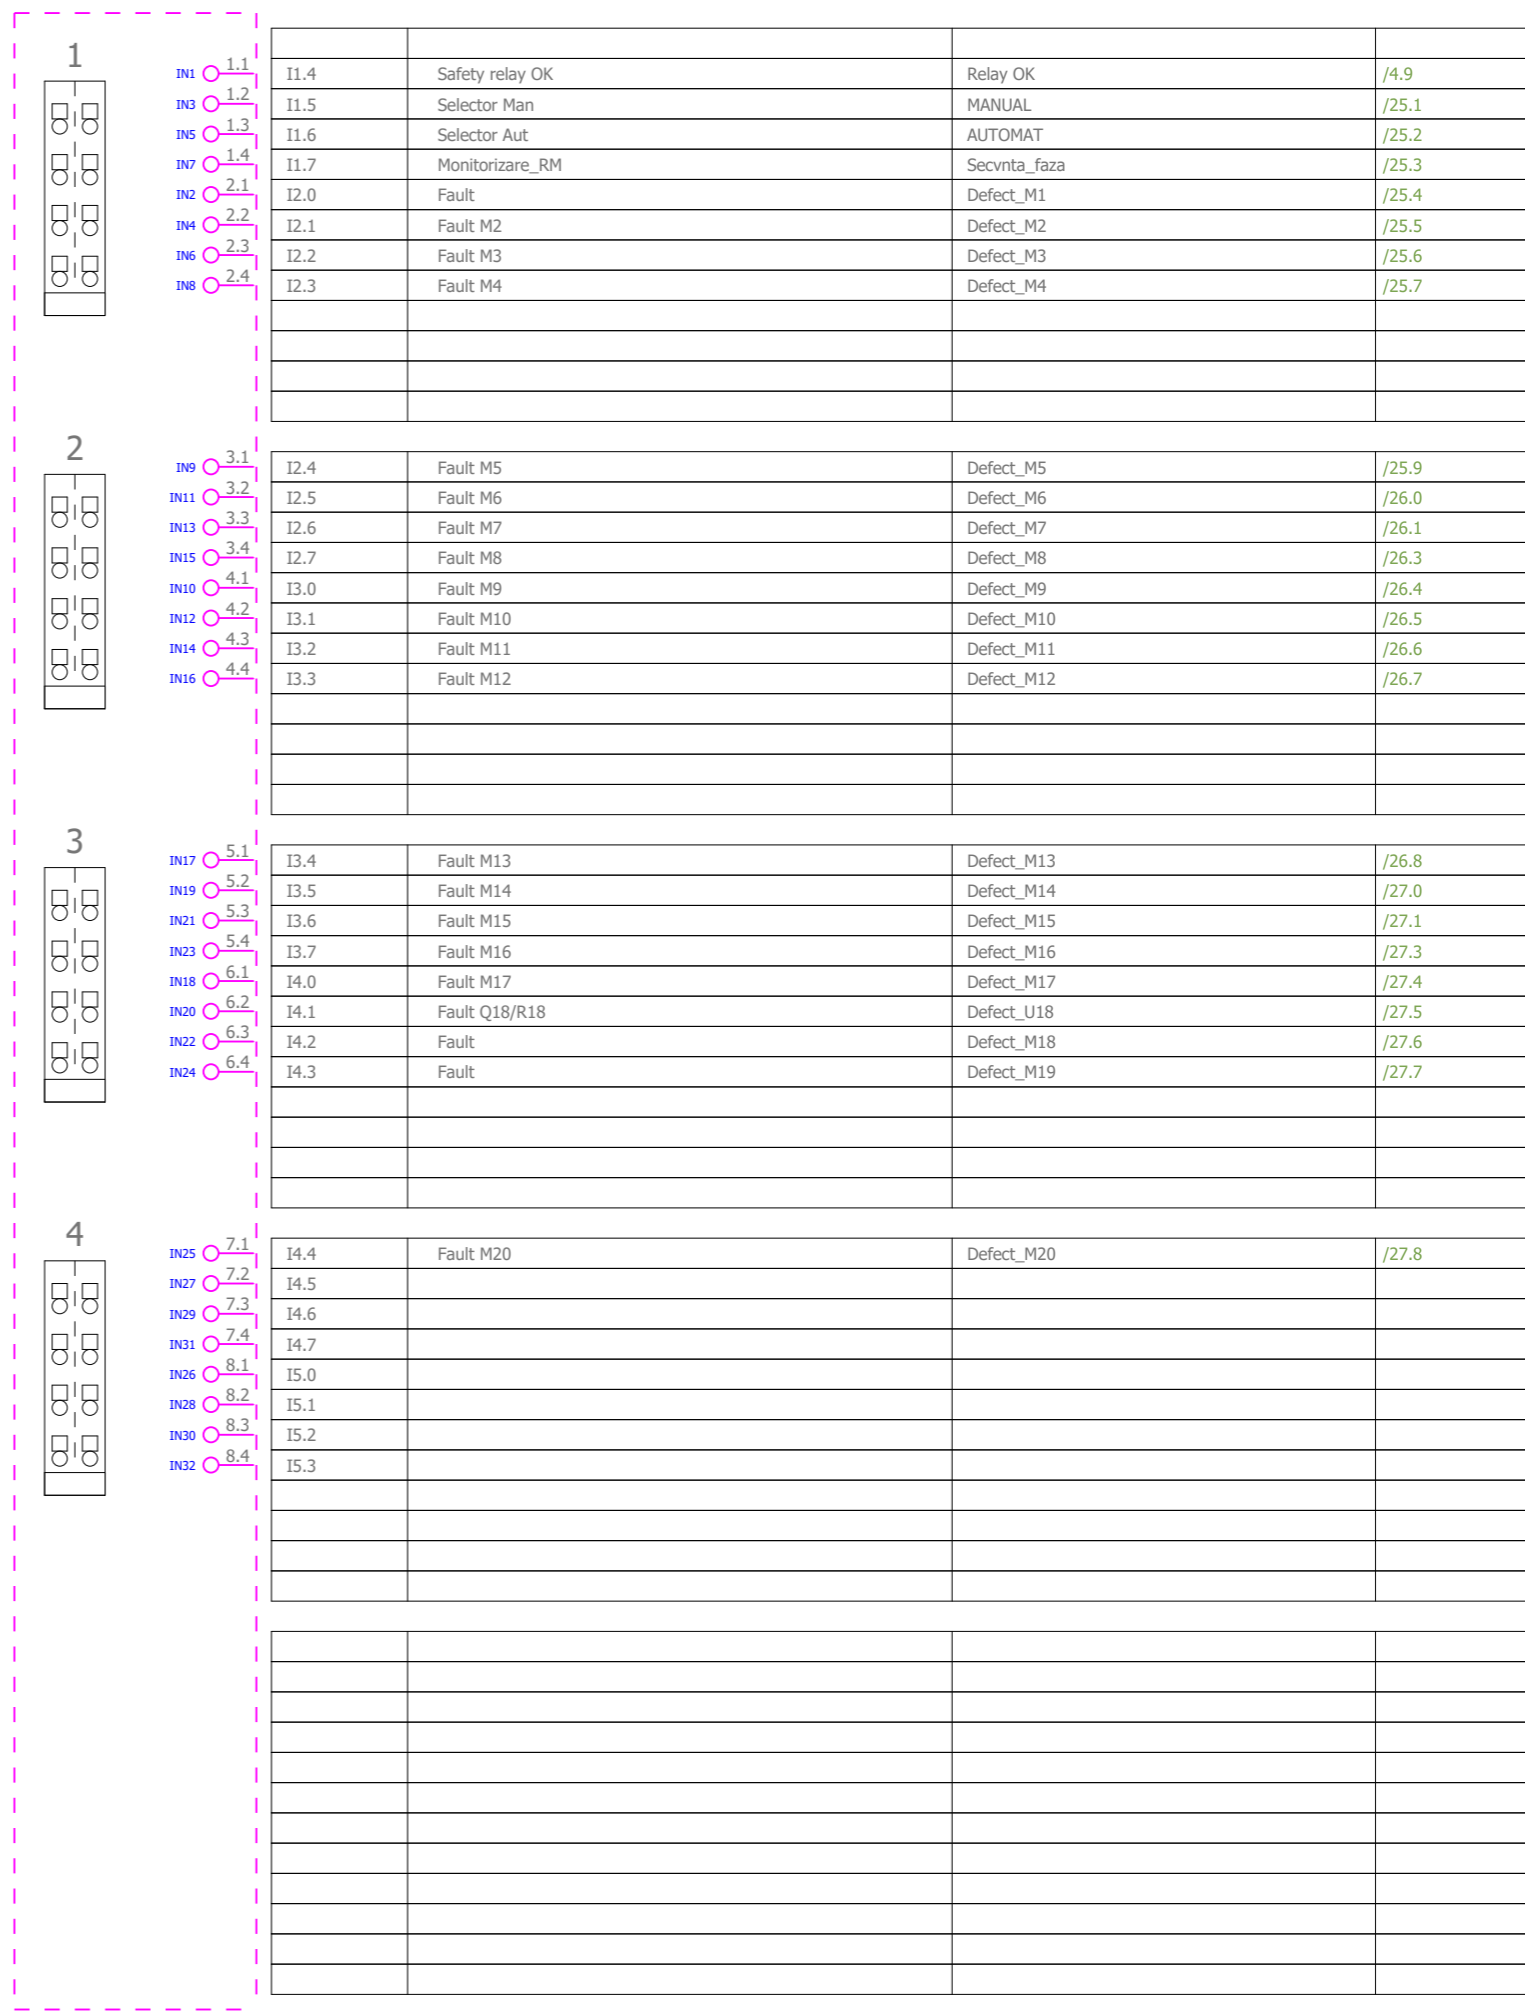 1
IN1 1.1 I1.4 Safety relay OK Relay OK /4.9
IN3 1.2 I1.5 Selector Man MANUAL /25.1
IN5 1.3 I1.6 Selector Aut AUTOMAT /25.2
IN7 1.4 I1.7 Monitorizare_RM Secvnta_faza /25.3
IN2 2.1 I2.0 Fault Defect_M1 /25.4
IN4 2.2 I2.1 Fault M2 Defect_M2 /25.5
IN6 2.3 I2.2 Fault M3 Defect_M3 /25.6
IN8 2.4 I2.3 Fault M4 Defect_M4 /25.7
2
IN9 3.1 I2.4 Fault M5 Defect_M5 /25.9
IN11 3.2 I2.5 Fault M6 Defect_M6 /26.0
IN13 3.3 I2.6 Fault M7 Defect_M7 /26.1
IN15 3.4 I2.7 Fault M8 Defect_M8 /26.3
IN10 4.1 I3.0 Fault M9 Defect_M9 /26.4
IN12 4.2 I3.1 Fault M10 Defect_M10 /26.5
IN14 4.3 I3.2 Fault M11 Defect_M11 /26.6
IN16 4.4 I3.3 Fault M12 Defect_M12 /26.7
3
IN17 5.1 I3.4 Fault M13 Defect_M13 /26.8
IN19 5.2 I3.5 Fault M14 Defect_M14 /27.0
IN21 5.3 I3.6 Fault M15 Defect_M15 /27.1
IN23 5.4 I3.7 Fault M16 Defect_M16 /27.3
IN18 6.1 I4.0 Fault M17 Defect_M17 /27.4
IN20 6.2 I4.1 Fault Q18/R18 Defect_U18 /27.5
IN22 6.3 I4.2 Fault Defect_M18 /27.6
IN24 6.4 I4.3 Fault Defect_M19 /27.7
4
IN25 7.1 I4.4 Fault M20 Defect_M20 /27.8
IN27 7.2 I4.5
IN29 7.3 I4.6
IN31 7.4 I4.7
IN26 8.1 I5.0
IN28 8.2 I5.1
IN30 8.3 I5.2
IN32 8.4 I5.3